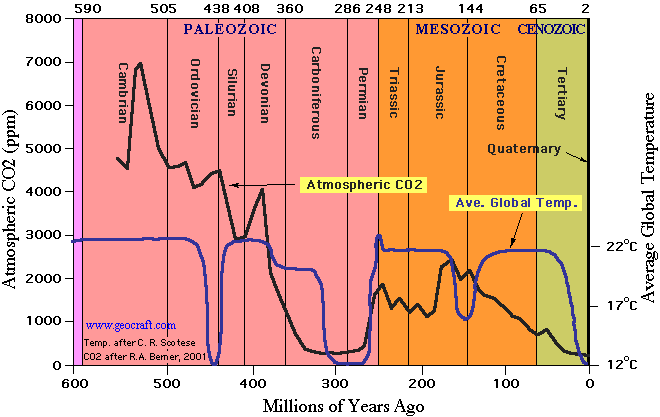 590 505 438 408 360 286 248 213 144 65 2
PALEOZOIC MESOZOIC CENOZOIC
8000
7000
6000
5000
4000
3000
2000
1000
0
Atmospheric CO2 (ppm)
Cambrian
Ordovician
Silurian
Devonian
Carboniferous
Permian
Triassic
Jurassic
Cretaceous
Tertiary
Quaternary
Atmospheric CO2
Ave. Global Temp.
22°C
17°C
12°C
Average Global Temperature
www.geocraft.com
Temp. after C. R. Scotese
CO2 after R.A. Berner, 2001
600 500 400 300 200 100 0
Millions of Years Ago